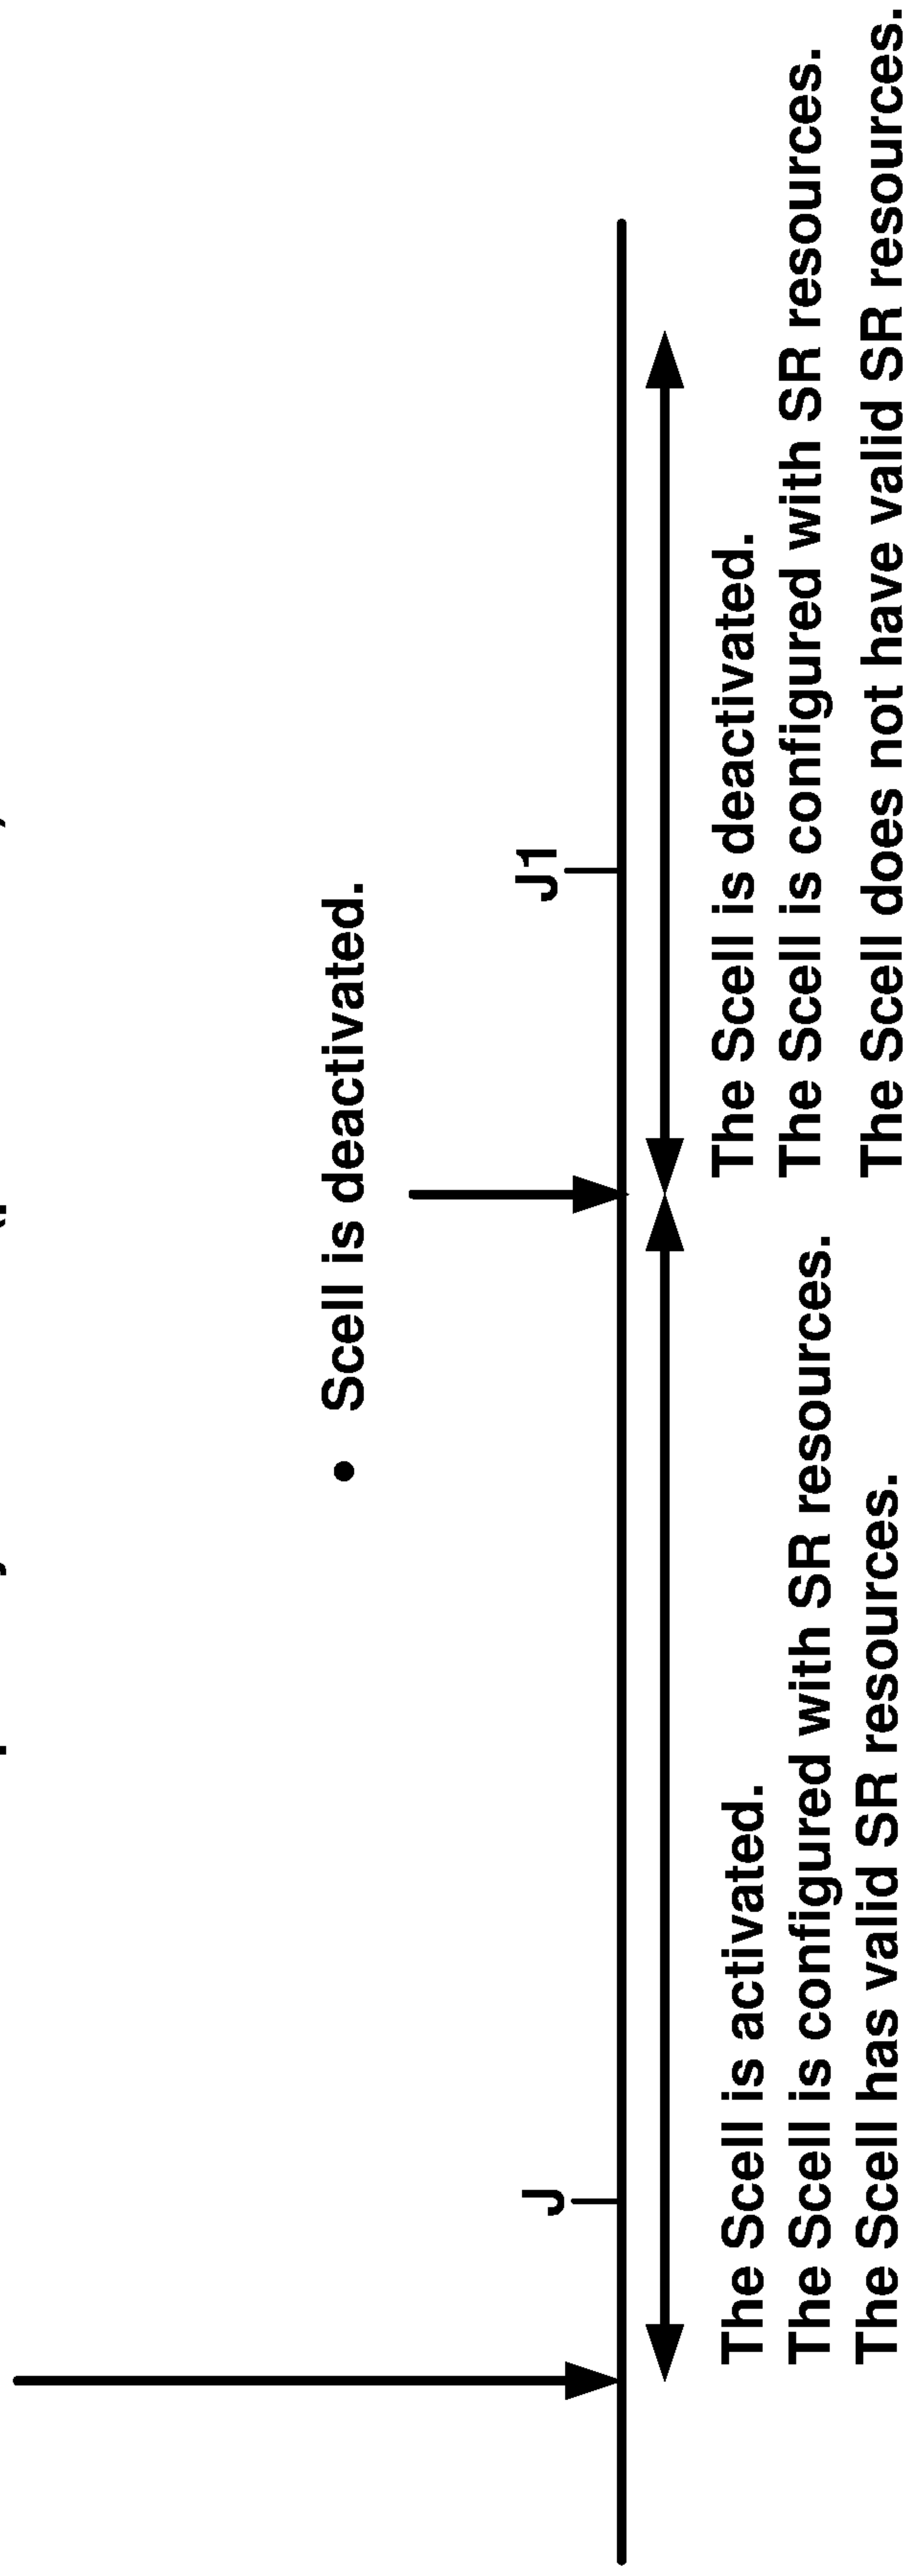 • Scell is deactivated.
J
J1
The Scell is activated.
The Scell is configured with SR resources.
The Scell has valid SR resources.
The Scell is deactivated.
The Scell is configured with SR resources.
The Scell does not have valid SR resources.